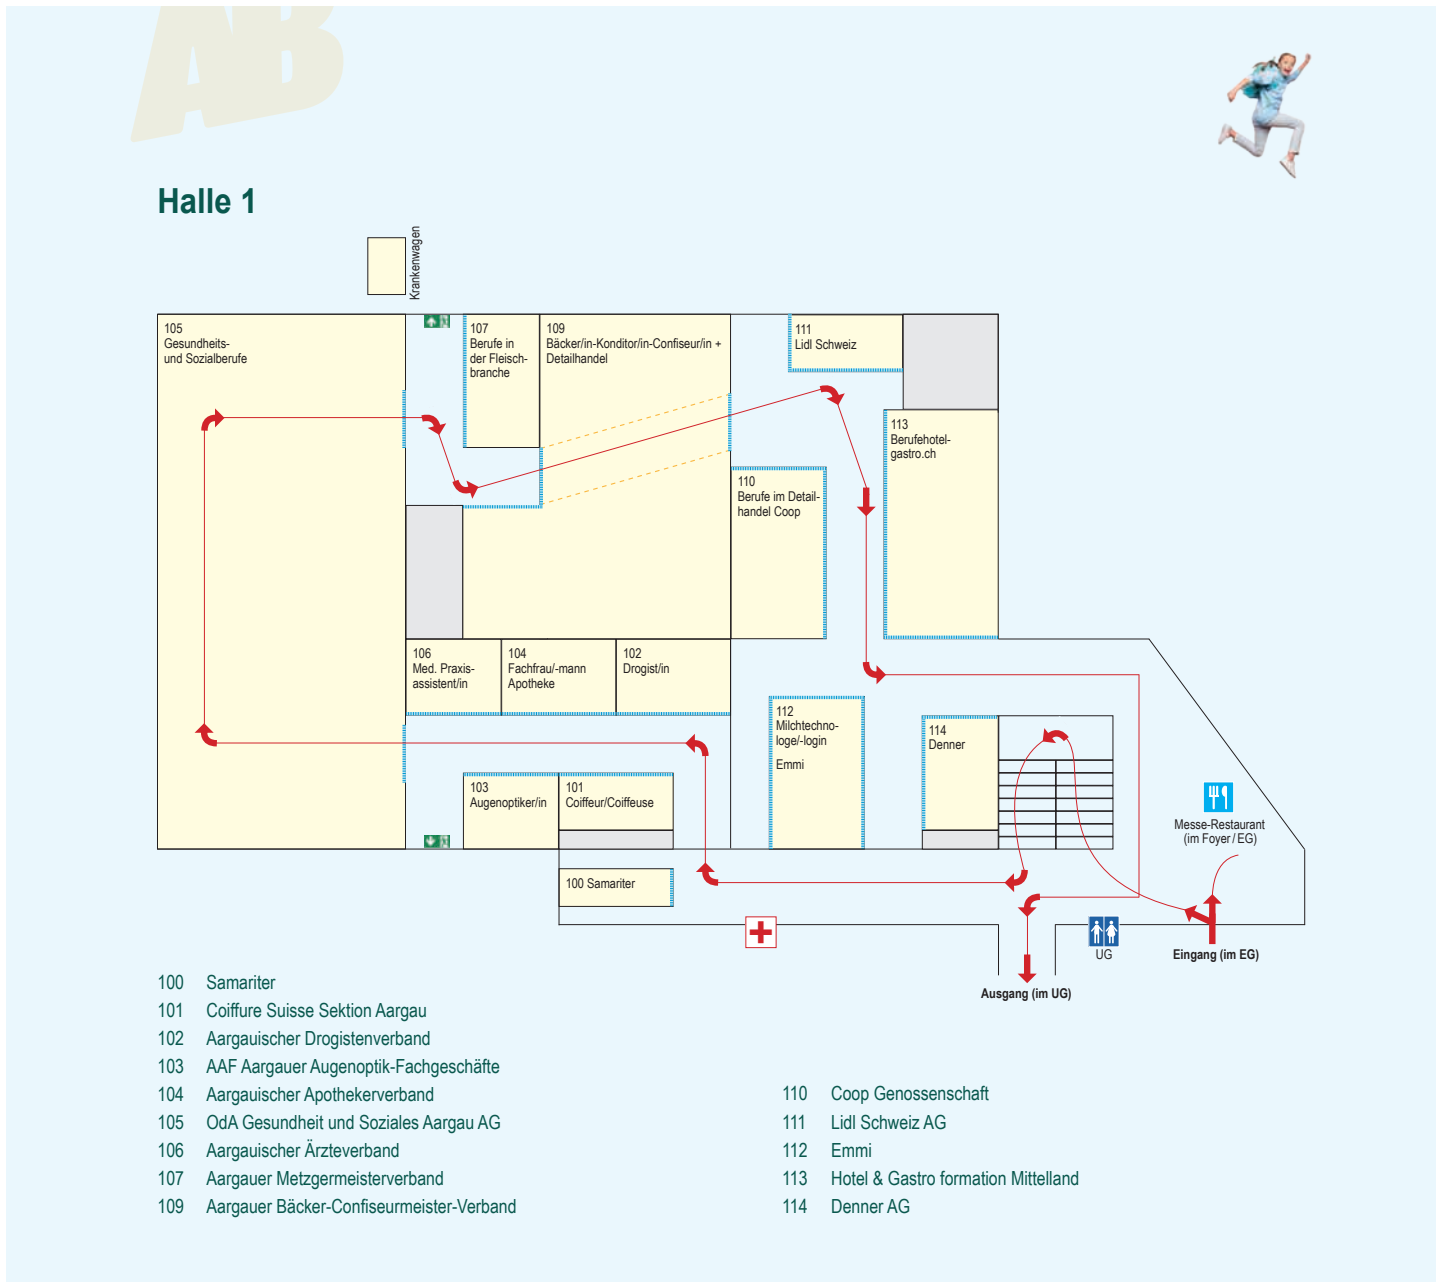 AB
Halle 1
Krankenwagen
105
Gesundheits-
und Sozialberufe
107
Berufe in
der Fleisch-
branche
109
Bäcker/in-Konditor/in-Confiseur/in +
Detailhandel
111
Lidl Schweiz
113
Berufehotel-
gastro.ch
110
Berufe im Detail-
handel Coop
106
Med. Praxis-
assistent/in
104
Fachfrau/-mann
Apotheke
102
Drogist/in
112
Milchtechno-
loge/-login
Emmi
114
Denner
103
Augenoptiker/in
101
Coiffeur/Coiffeuse
Messe-Restaurant
(im Foyer / EG)
100 Samariter
UG
Eingang (im EG)
Ausgang (im UG)
100 Samariter
101 Coiffure Suisse Sektion Aargau
102 Aargauischer Drogistenverband
103 AAF Aargauer Augenoptik-Fachgeschäfte
104 Aargauischer Apothekerverband
105 OdA Gesundheit und Soziales Aargau AG
106 Aargauischer Ärzteverband
107 Aargauer Metzgermeisterverband
109 Aargauer Bäcker-Confiseurmeister-Verband
110 Coop Genossenschaft
111 Lidl Schweiz AG
112 Emmi
113 Hotel & Gastro formation Mittelland
114 Denner AG